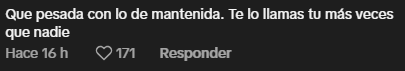 Que pesada con lo de mantenida. Te lo llamas tu más veces
que nadie
Hace 16 h 171 Responder